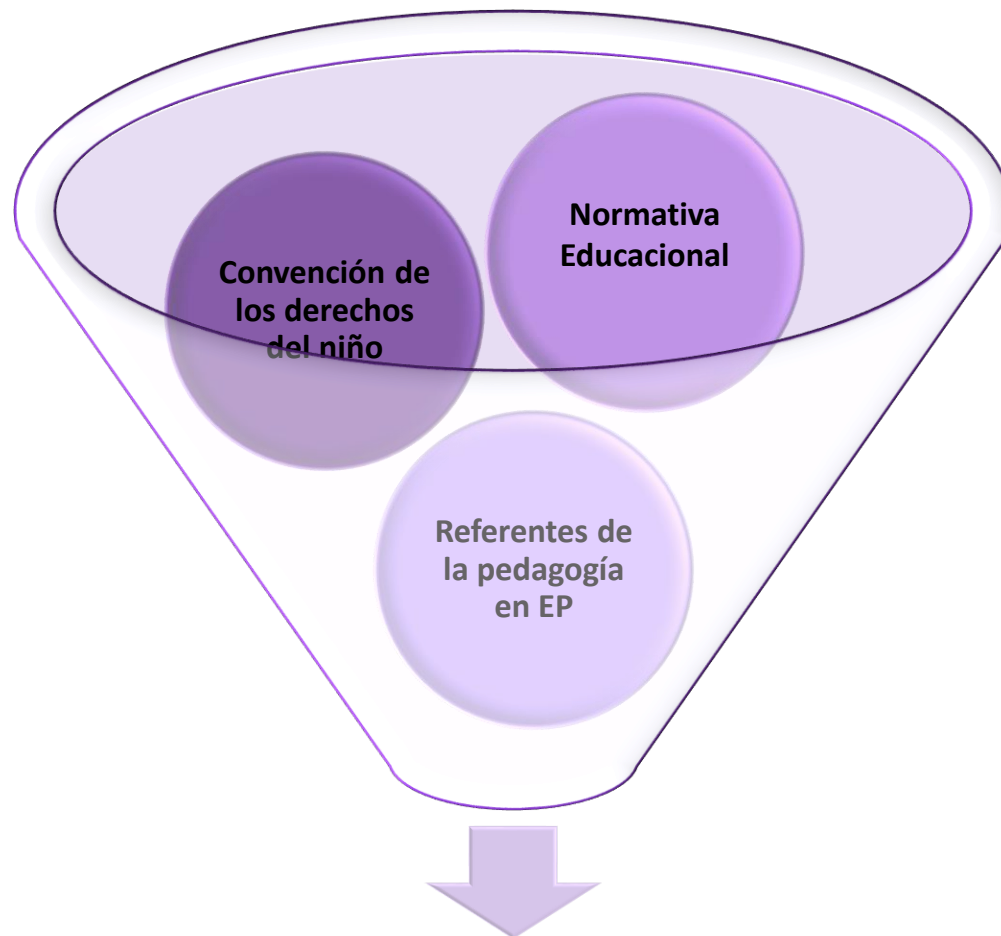 Convención de
los derechos
del niño
Normativa
Educacional
Referentes de
la pedagogía
en EP